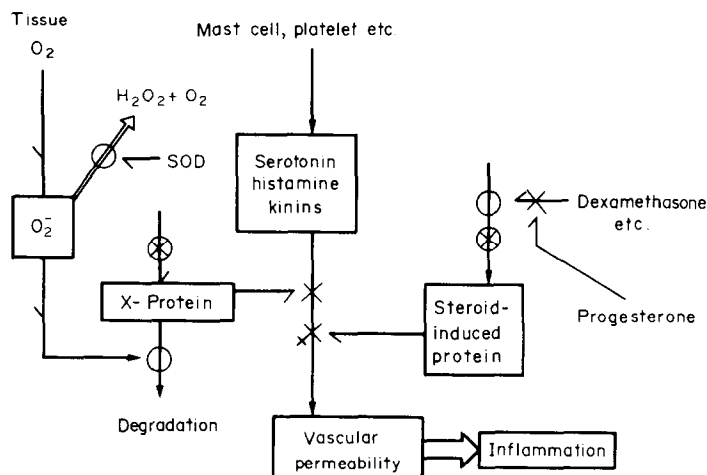 Tissue
O₂
Mast cell, platelet etc.
H₂O₂ + O₂
SOD
Serotonin
histamine
kinins
O₂⁻
Dexamethasone
etc.
X-Protein
Steroid-
induced
protein
Progesterone
Degradation
Vascular
permeability
Inflammation